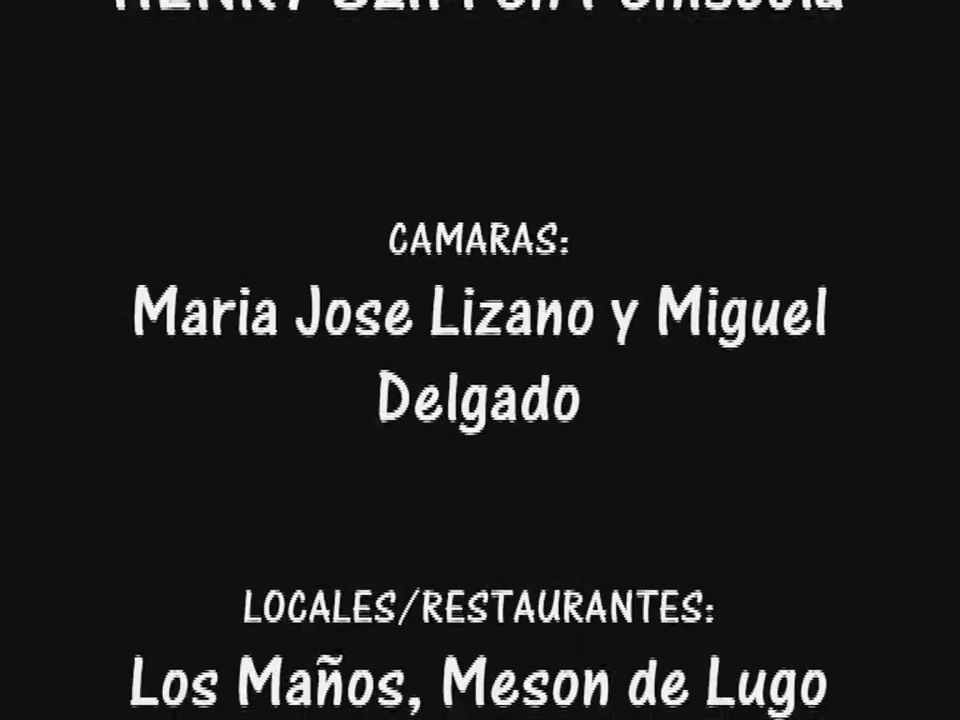 CAMARAS:
Maria Jose Lizano y Miguel
Delgado
LOCALES/RESTAURANTES:
Los Maños, Meson de Lugo